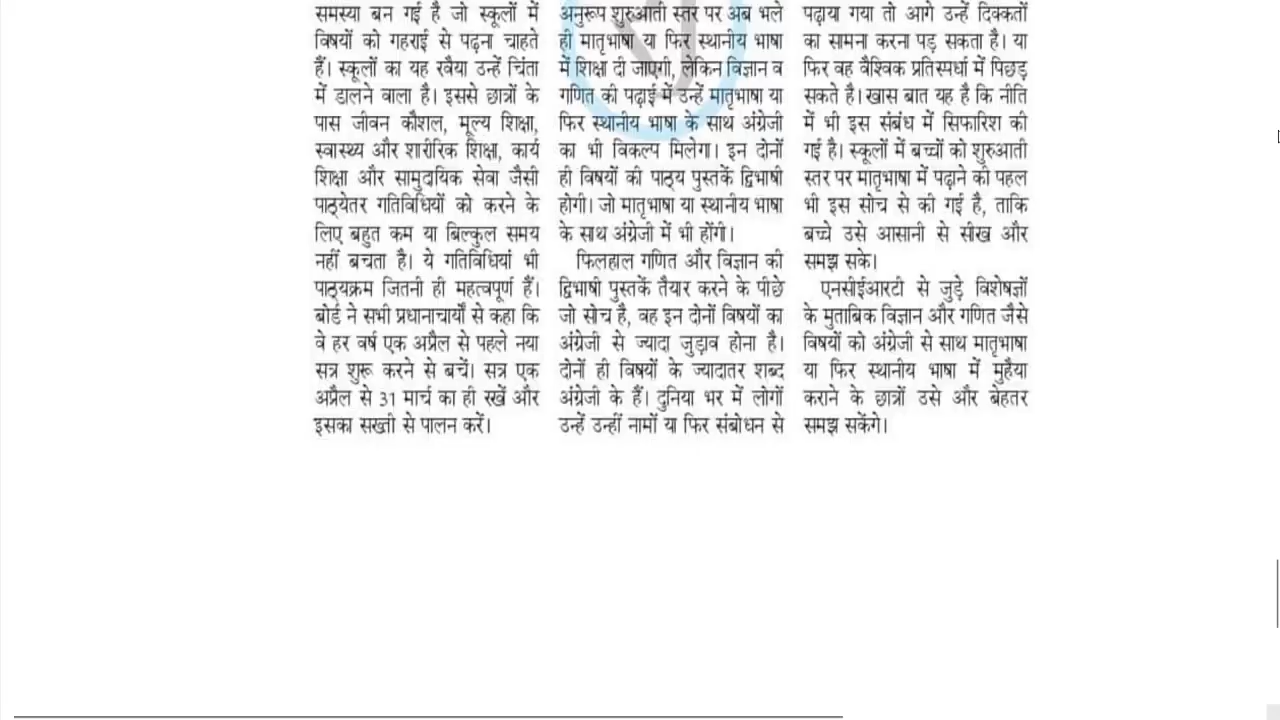 समस्या बन गई है जो स्कूलों में
विषयों को गहराई से पढ़ना चाहते
हैं। स्कूलों का यह रवैया उन्हें चिंता
में डालने वाला है। इससे छात्रों के
पास जीवन कौशल, मूल्य शिक्षा,
स्वास्थ्य और शारीरिक शिक्षा, कार्य
शिक्षा और सामुदायिक सेवा जैसी
पाठ्येतर गतिविधियों को करने के
लिए बहुत कम या बिल्कुल समय
नहीं बचता है। ये गतिविधियां भी
पाठ्यक्रम जितनी ही महत्वपूर्ण हैं।
बोर्ड ने सभी प्रधानाचार्यों से कहा कि
वे हर वर्ष एक अप्रैल से पहले नया
सत्र शुरू करने से बचें। सत्र एक
अप्रैल से 31 मार्च का ही रखें और
इसका सख्ती से पालन करें।
अनुरूप शुरुआती स्तर पर अब भले
ही मातृभाषा या फिर स्थानीय भाषा
में शिक्षा दी जाएगी, लेकिन विज्ञान व
गणित की पढ़ाई में उन्हें मातृभाषा या
फिर स्थानीय भाषा के साथ अंग्रेजी
का भी विकल्प मिलेगा। इन दोनों
ही विषयों की पाठ्य पुस्तकें द्विभाषी
होगी। जो मातृभाषा या स्थानीय भाषा
के साथ अंग्रेजी में भी होंगी।
फिलहाल गणित और विज्ञान की
द्विभाषी पुस्तकें तैयार करने के पीछे
जो सोच है, वह इन दोनों विषयों का
अंग्रेजी से ज्यादा जुड़ाव होना है।
दोनों ही विषयों के ज्यादातर शब्द
अंग्रेजी के हैं। दुनिया भर में लोगों
उन्हें उन्हीं नामों या फिर संबोधन से
पढ़ाया गया तो आगे उन्हें दिक्कतों
का सामना करना पड़ सकता है। या
फिर वह वैश्विक प्रतिस्पर्धा में पिछड़
सकते है। खास बात यह है कि नीति
में भी इस संबंध में सिफारिश की
गई है। स्कूलों में बच्चों को शुरुआती
स्तर पर मातृभाषा में पढ़ाने की पहल
भी इस सोच से की गई है, ताकि
बच्चे उसे आसानी से सीख और
समझ सके।
एनसीईआरटी से जुड़े विशेषज्ञों
के मुताबिक विज्ञान और गणित जैसे
विषयों को अंग्रेजी से साथ मातृभाषा
या फिर स्थानीय भाषा में मुहैया
कराने के छात्रों उसे और बेहतर
समझ सकेंगे।